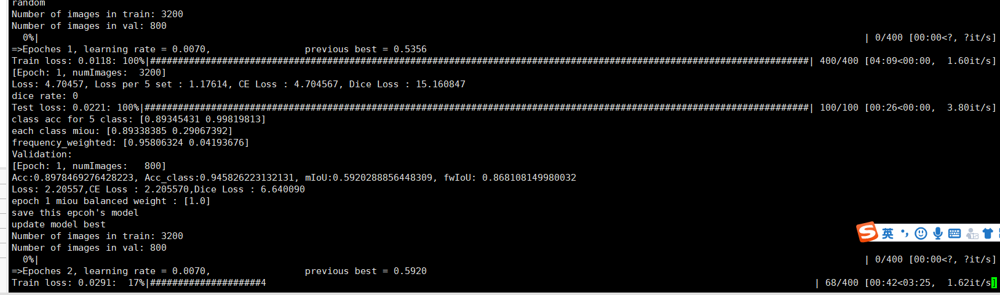 random
Number of images in train: 3200
Number of images in val: 800
0%| | 0/400 [00:00<?, ?it/s]
=>Epoches 1, learning rate = 0.0070, previous best = 0.5356
Train loss: 0.0118: 100%|#######################################################################################################################| 400/400 [04:09<00:00, 1.60it/s]
[Epoch: 1, numImages: 3200]
Loss: 4.70457, Loss per 5 set : 1.17614, CE Loss : 4.704567, Dice Loss : 15.160847
dice rate: 0
Test loss: 0.0221: 100%|########################################################################################################################| 100/100 [00:26<00:00, 3.80it/s]
class acc for 5 class: [0.89345431 0.99819813]
each class miou: [0.89338385 0.29067392]
frequency_weighted: [0.95806324 0.04193676]
Validation:
[Epoch: 1, numImages: 800]
Acc:0.8978469276428223, Acc_class:0.945826223132131, mIoU:0.5920288856448309, fwIoU: 0.868108149980032
Loss: 2.20557,CE Loss : 2.205570,Dice Loss : 6.640090
epoch 1 miou balanced weight : [1.0]
save this epcoh's model
update model best
Number of images in train: 3200
Number of images in val: 800
0%| | 0/400 [00:00<?, ?it/s]
=>Epoches 2, learning rate = 0.0070, previous best = 0.5920
Train loss: 0.0291: 17%|####################4 | 68/400 [00:42<03:25, 1.62it/s]
S 英